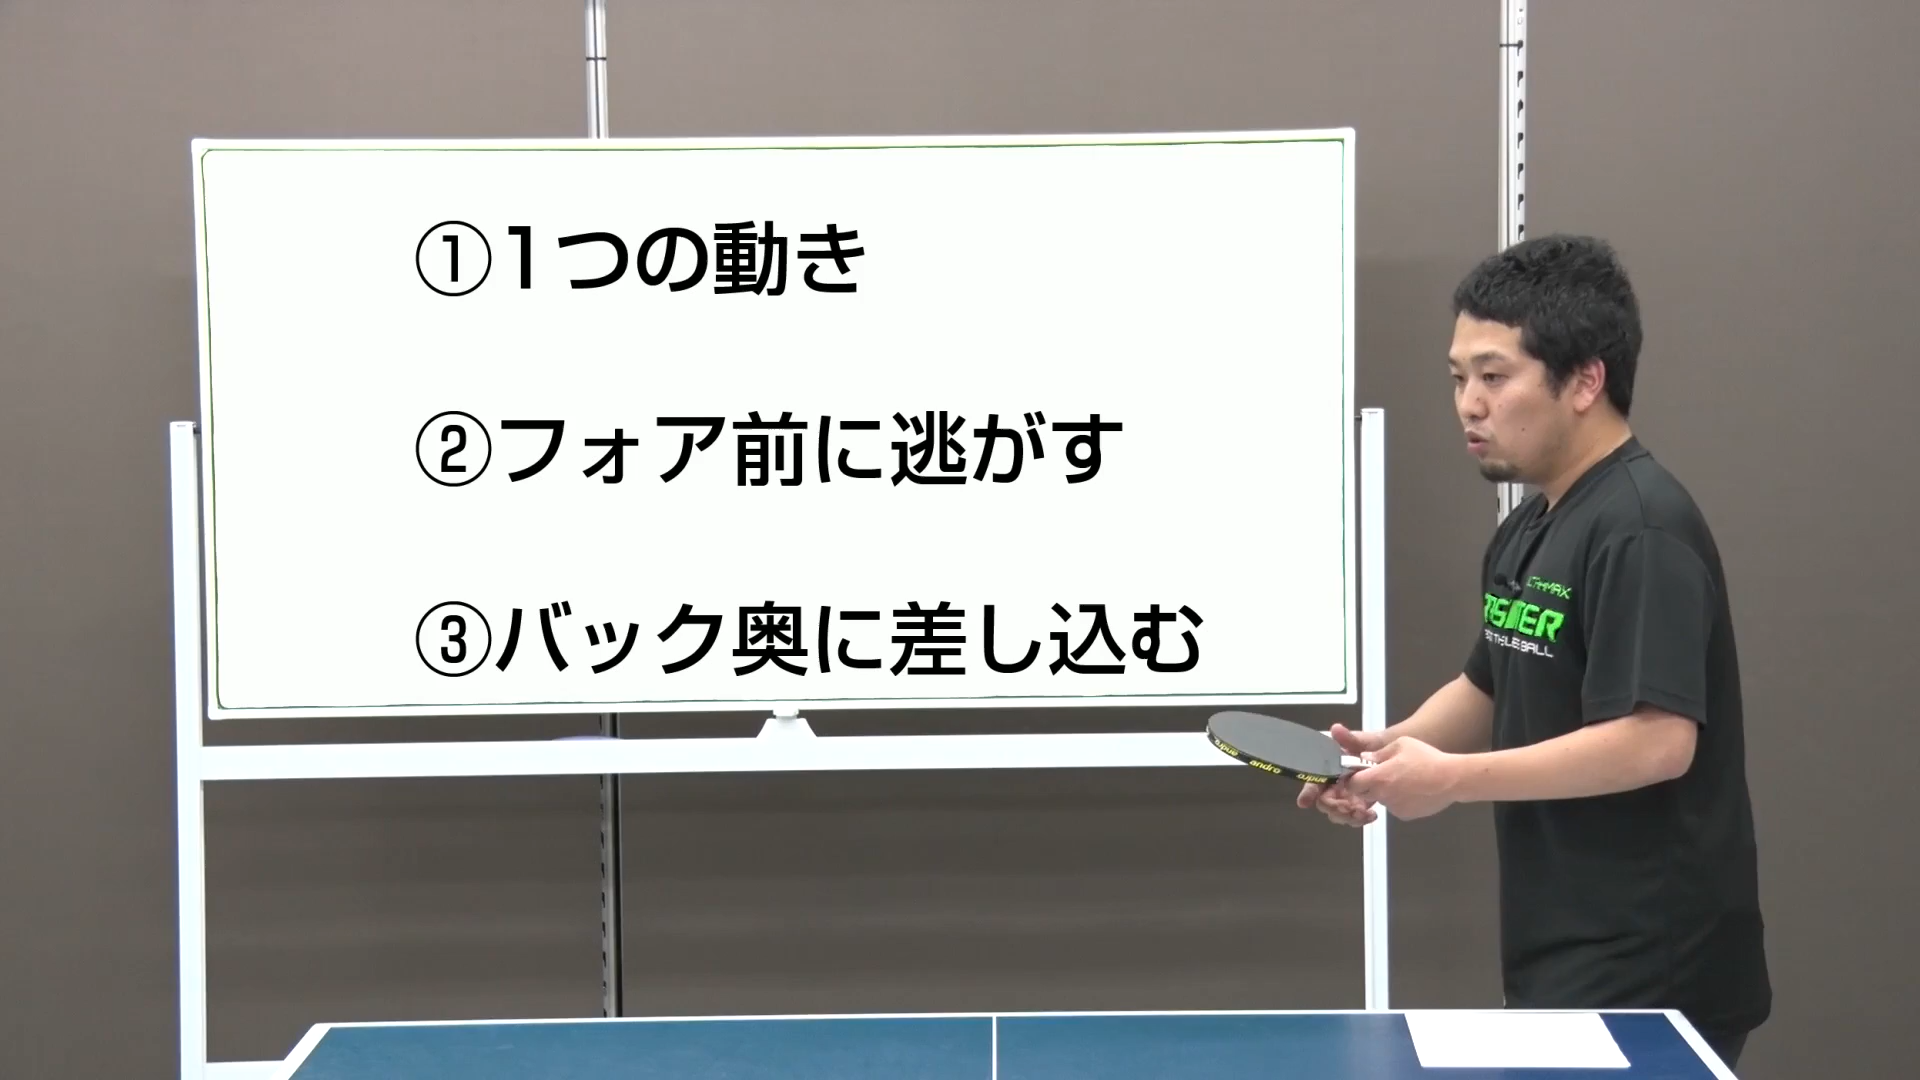 ①1つの動き
②フォア前に逃がす
③バック奥に差し込む
andro